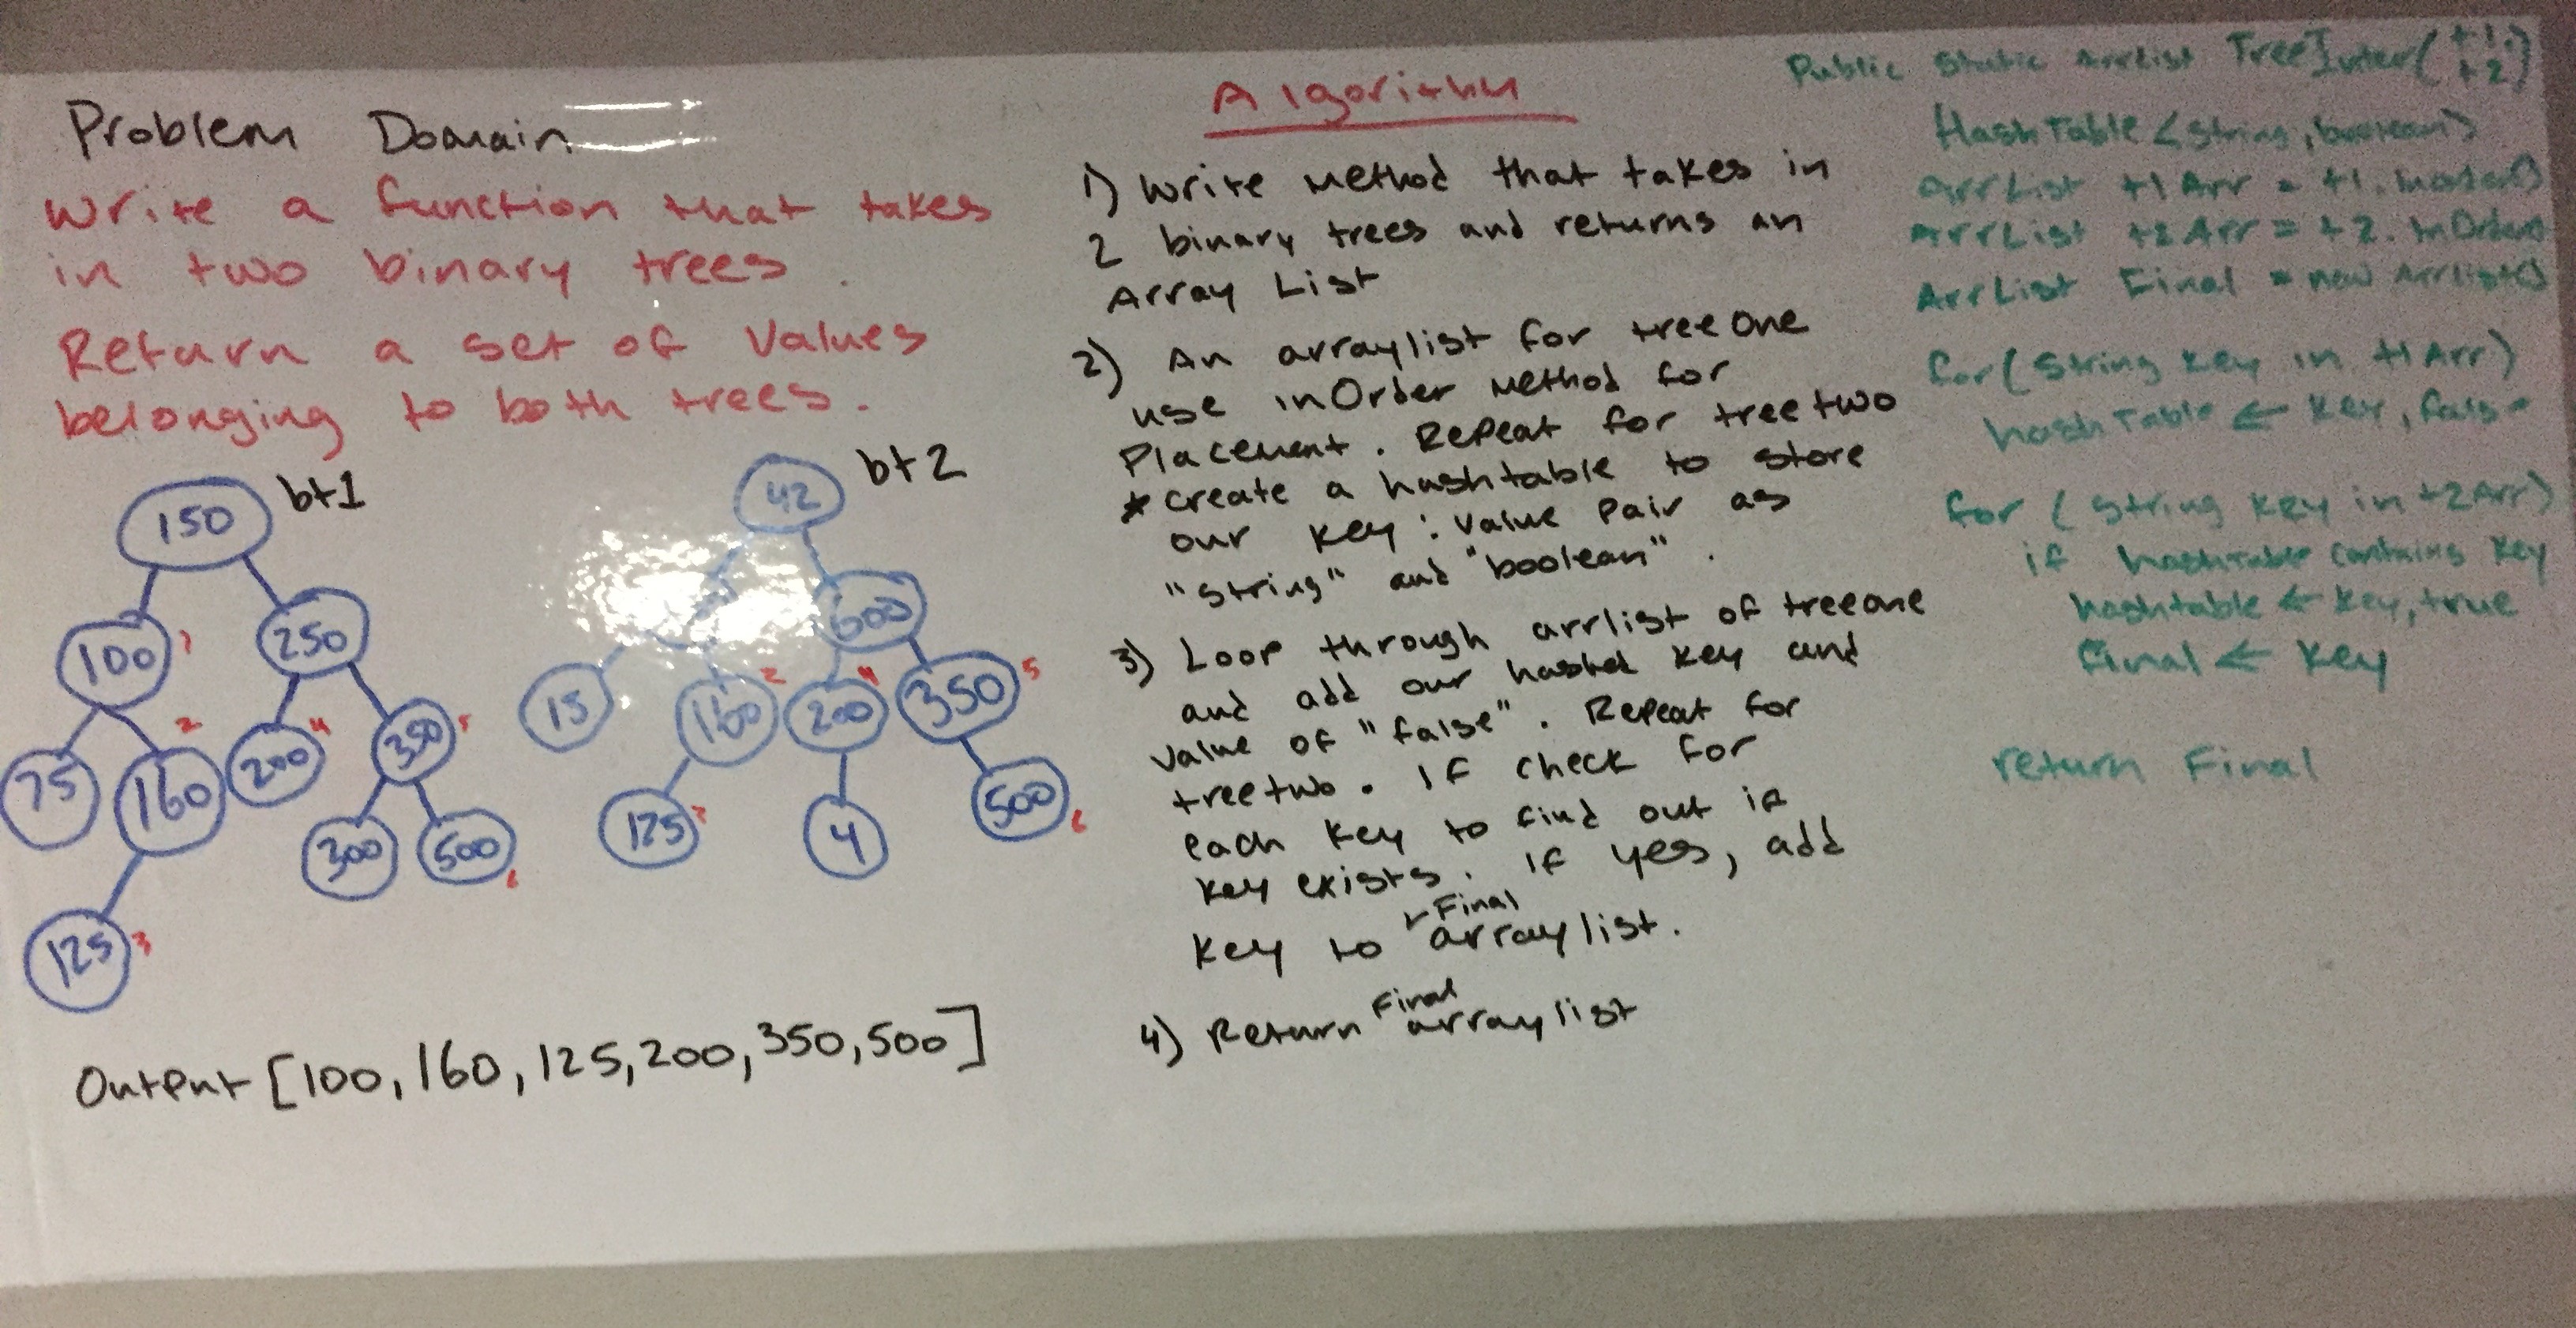 Problem Domain
Write a function that takes
in two binary trees.
Return a set of values
belonging to both trees.
bt1
150
100 1
250
75
160 2
200 4
350 5
300
500 6
125 3
bt2
42
600
15
160 2
200 4
350 5
125 3
4
500 6
Output [100, 160, 125, 200, 350, 500]
Algorithm
1) Write method that takes in
2 binary trees and returns an
Array List
2) An arraylist for tree one
use inOrder method for
Placement. Repeat for tree two
* create a hashtable to store
our key : value pair as
"string" and "boolean".
3) Loop through arrlist of treeone
and add our hashed key and
value of "false". Repeat for
treetwo. If check for
each key to find out if
key exists. If yes, add
Final
key to arraylist.
Final
4) Return arraylist
Public static ArrList TreeInter(t1, t2)
HashTable <string, boolean>
ArrList t1Arr = t1.inorder()
ArrList t2Arr = t2.InOrder
ArrList Final = new Arrlist()
for (string key in t1Arr)
hashTable ← key, false
for (string key in t2Arr)
if hashtable contains key
hashtable ← key, true
final ← key
return Final